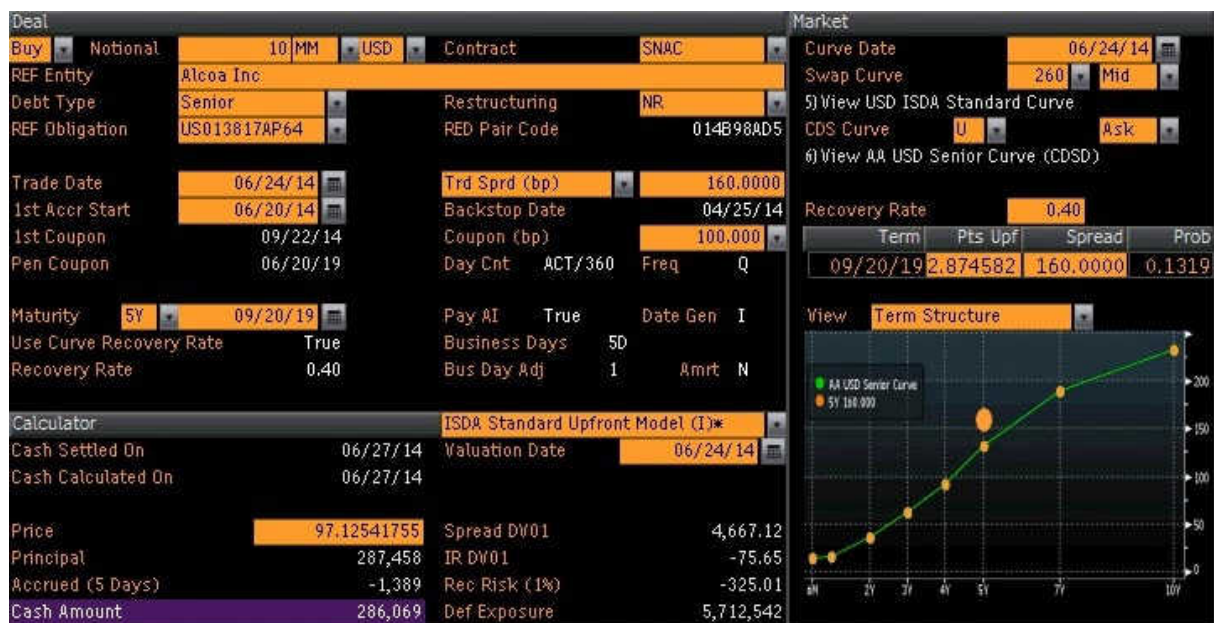 Deal
Buy Notional 10 MM USD Contract SNAC
REF Entity Alcoa Inc
Debt Type Senior Restructuring NR
REF Obligation US013817AP64 RED Pair Code 014B98AD5
Trade Date 06/24/14 Trd Sprd (bp) 160.0000
1st Accr Start 06/20/14 Backstop Date 04/25/14
1st Coupon 09/22/14 Coupon (bp) 100.000
Pen Coupon 06/20/19 Day Cnt ACT/360 Freq Q
Maturity 5Y 09/20/19 Pay AI True Date Gen I
Use Curve Recovery Rate True Business Days 5D
Recovery Rate 0.40 Bus Day Adj 1 Amrt N
Market
Curve Date 06/24/14
Swap Curve 260 Mid
5) View USD ISDA Standard Curve
CDS Curve U Ask
6) View AA USD Senior Curve (CDSD)
Recovery Rate 0.40
Term Pts Upf Spread Prob
09/20/19 2.874582 160.0000 0.1319
View Term Structure
AA USD Senior Curve
5Y 160.000
200
150
100
50
0
6M 2Y 3Y 4Y 5Y 7Y 10Y
Calculator ISDA Standard Upfront Model (I)*
Cash Settled On 06/27/14 Valuation Date 06/24/14
Cash Calculated On 06/27/14
Price 97.12541755 Spread DV01 4,667.12
Principal 287,458 IR DV01 -75.65
Accrued (5 Days) -1,389 Rec Risk (1%) -325.01
Cash Amount 286,069 Def Exposure 5,712,542